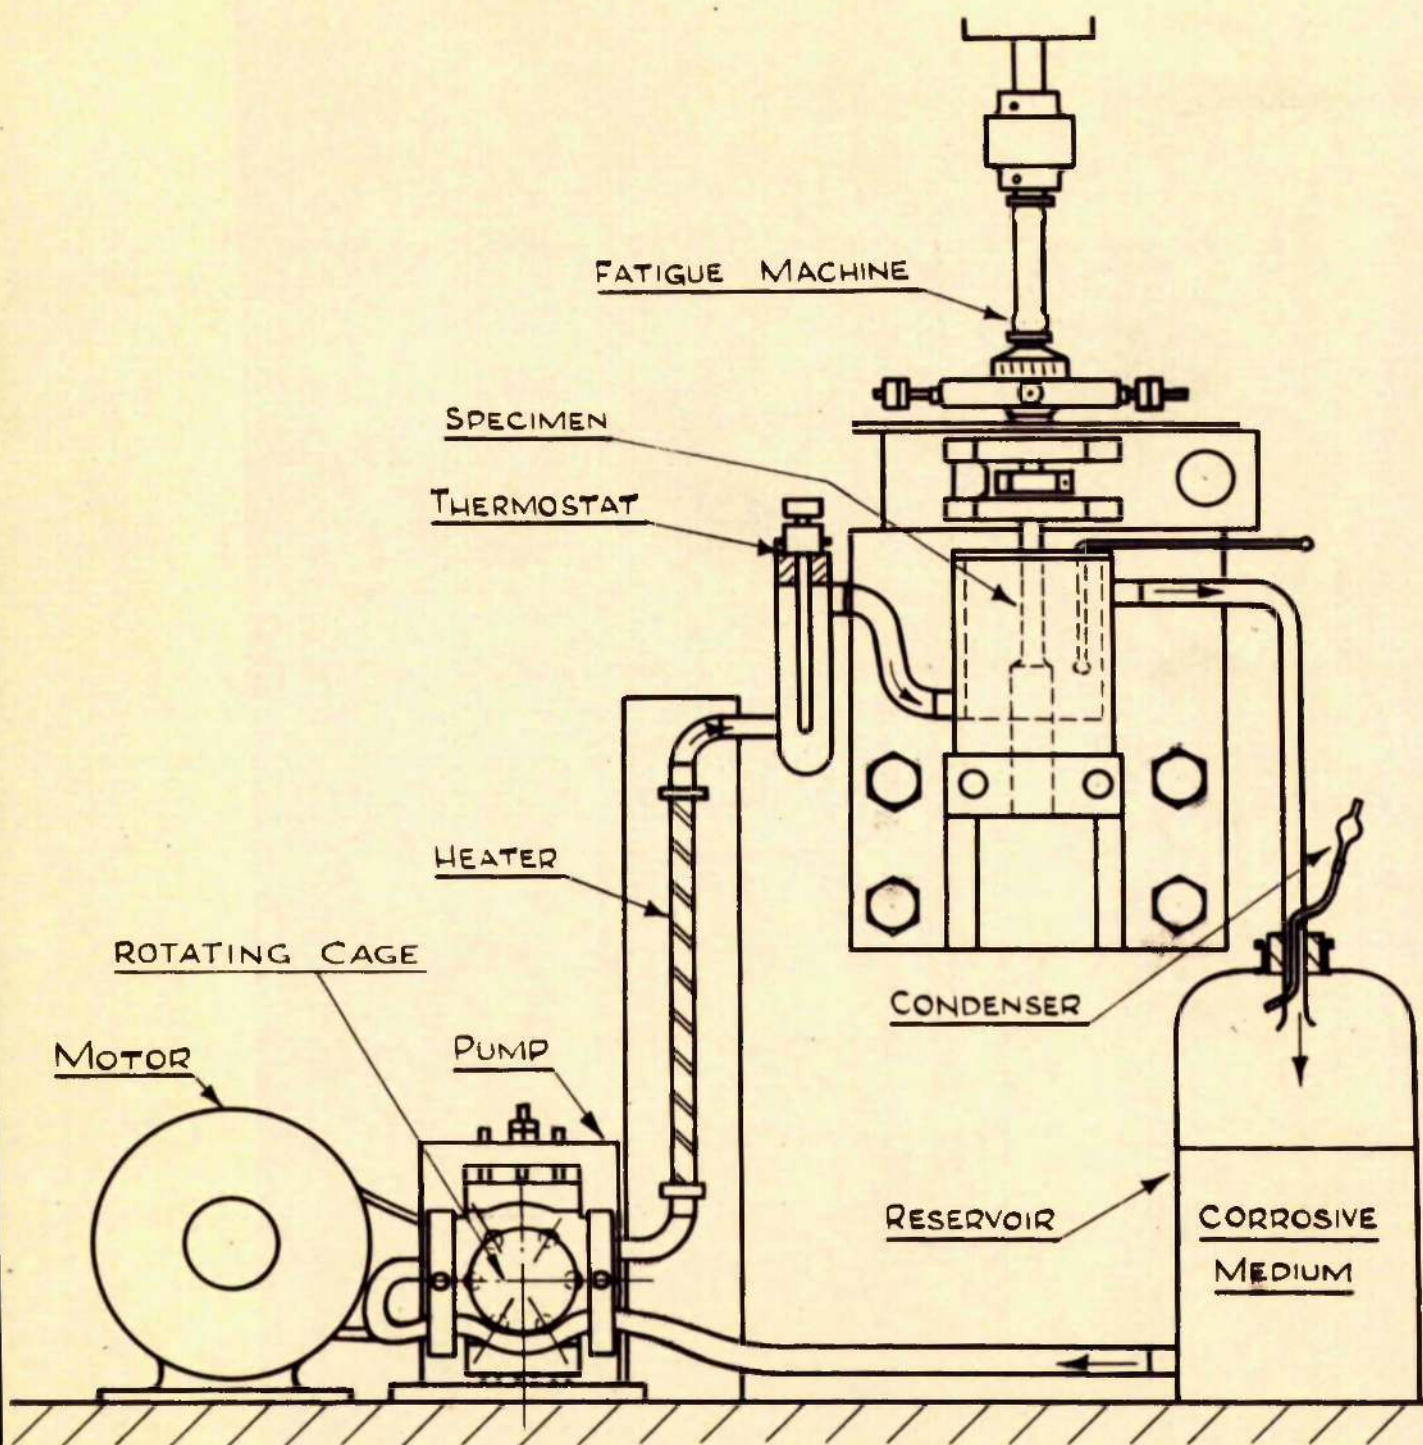 FATIGUE MACHINE
SPECIMEN
THERMOSTAT
HEATER
ROTATING CAGE
CONDENSER
MOTOR
PUMP
RESERVOIR
CORROSIVE
MEDIUM